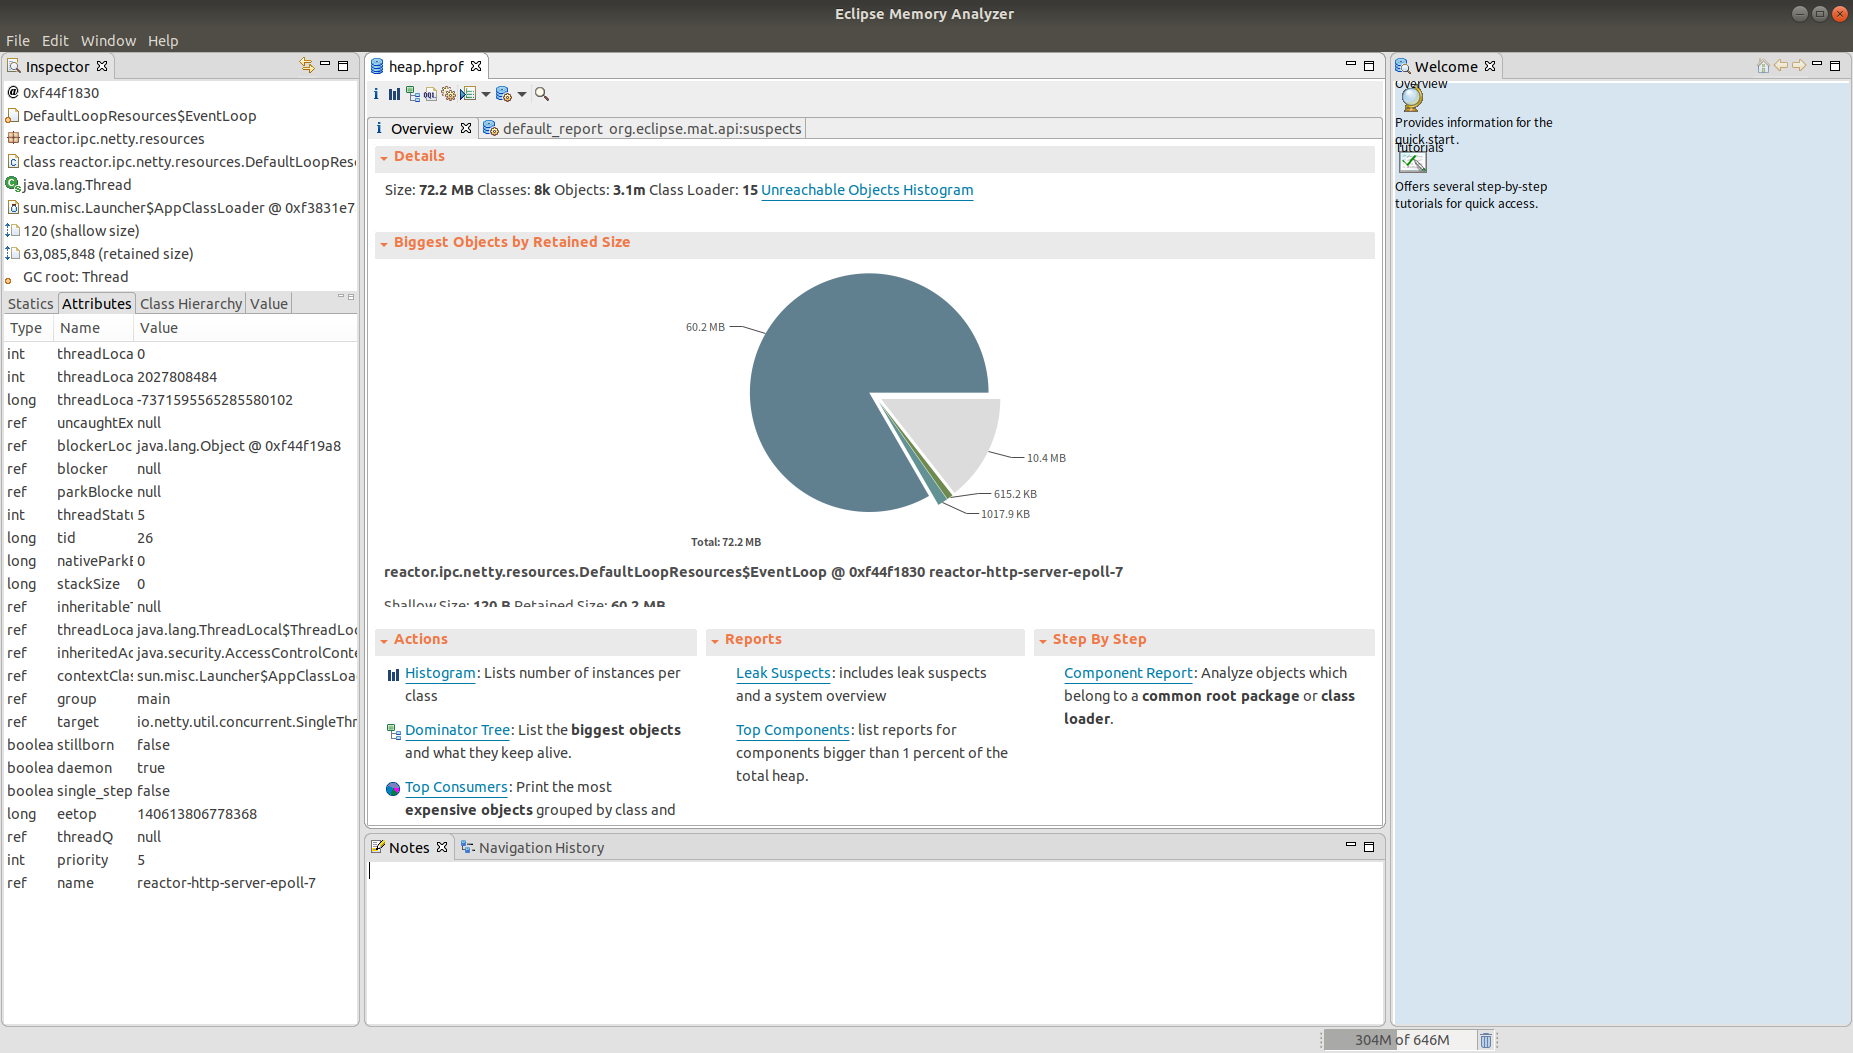 Eclipse Memory Analyzer
File Edit Window Help
Inspector
0xf44f1830
DefaultLoopResources$EventLoop
reactor.ipc.netty.resources
class reactor.ipc.netty.resources.DefaultLoopRes
java.lang.Thread
sun.misc.Launcher$AppClassLoader @ 0xf3831e7
120 (shallow size)
63,085,848 (retained size)
GC root: Thread
Statics Attributes Class Hierarchy Value
Type Name Value
int threadLoca 0
int threadLoca 2027808484
long threadLoca -7371595565285580102
ref uncaughtEx null
ref blockerLoc java.lang.Object @ 0xf44f19a8
ref blocker null
ref parkBlocke null
int threadStatu 5
long tid 26
long nativeParkE 0
long stackSize 0
ref inheritable null
ref threadLoca java.lang.ThreadLocal$ThreadLoc
ref inheritedAc java.security.AccessControlConte
ref contextClas sun.misc.Launcher$AppClassLoa
ref group main
ref target io.netty.util.concurrent.SingleThr
boolea stillborn false
boolea daemon true
boolea single_step false
long eetop 140613806778368
ref threadQ null
int priority 5
ref name reactor-http-server-epoll-7
heap.hprof
i OQL
i Overview default_report org.eclipse.mat.api:suspects
Details
Size: 72.2 MB Classes: 8k Objects: 3.1m Class Loader: 15 Unreachable Objects Histogram
Biggest Objects by Retained Size
60.2 MB
10.4 MB
615.2 KB
1017.9 KB
Total: 72.2 MB
reactor.ipc.netty.resources.DefaultLoopResources$EventLoop @ 0xf44f1830 reactor-http-server-epoll-7
Shallow Size: 120 B Retained Size: 60.2 MB
Actions
Histogram: Lists number of instances per
class
Dominator Tree: List the biggest objects
and what they keep alive.
Top Consumers: Print the most
expensive objects grouped by class and
Reports
Leak Suspects: includes leak suspects
and a system overview
Top Components: list reports for
components bigger than 1 percent of the
total heap.
Step By Step
Component Report: Analyze objects which
belong to a common root package or class
loader.
Notes Navigation History
Welcome
Overview
Provides information for the
quick start.
Tutorials
Offers several step-by-step
tutorials for quick access.
304M of 646M